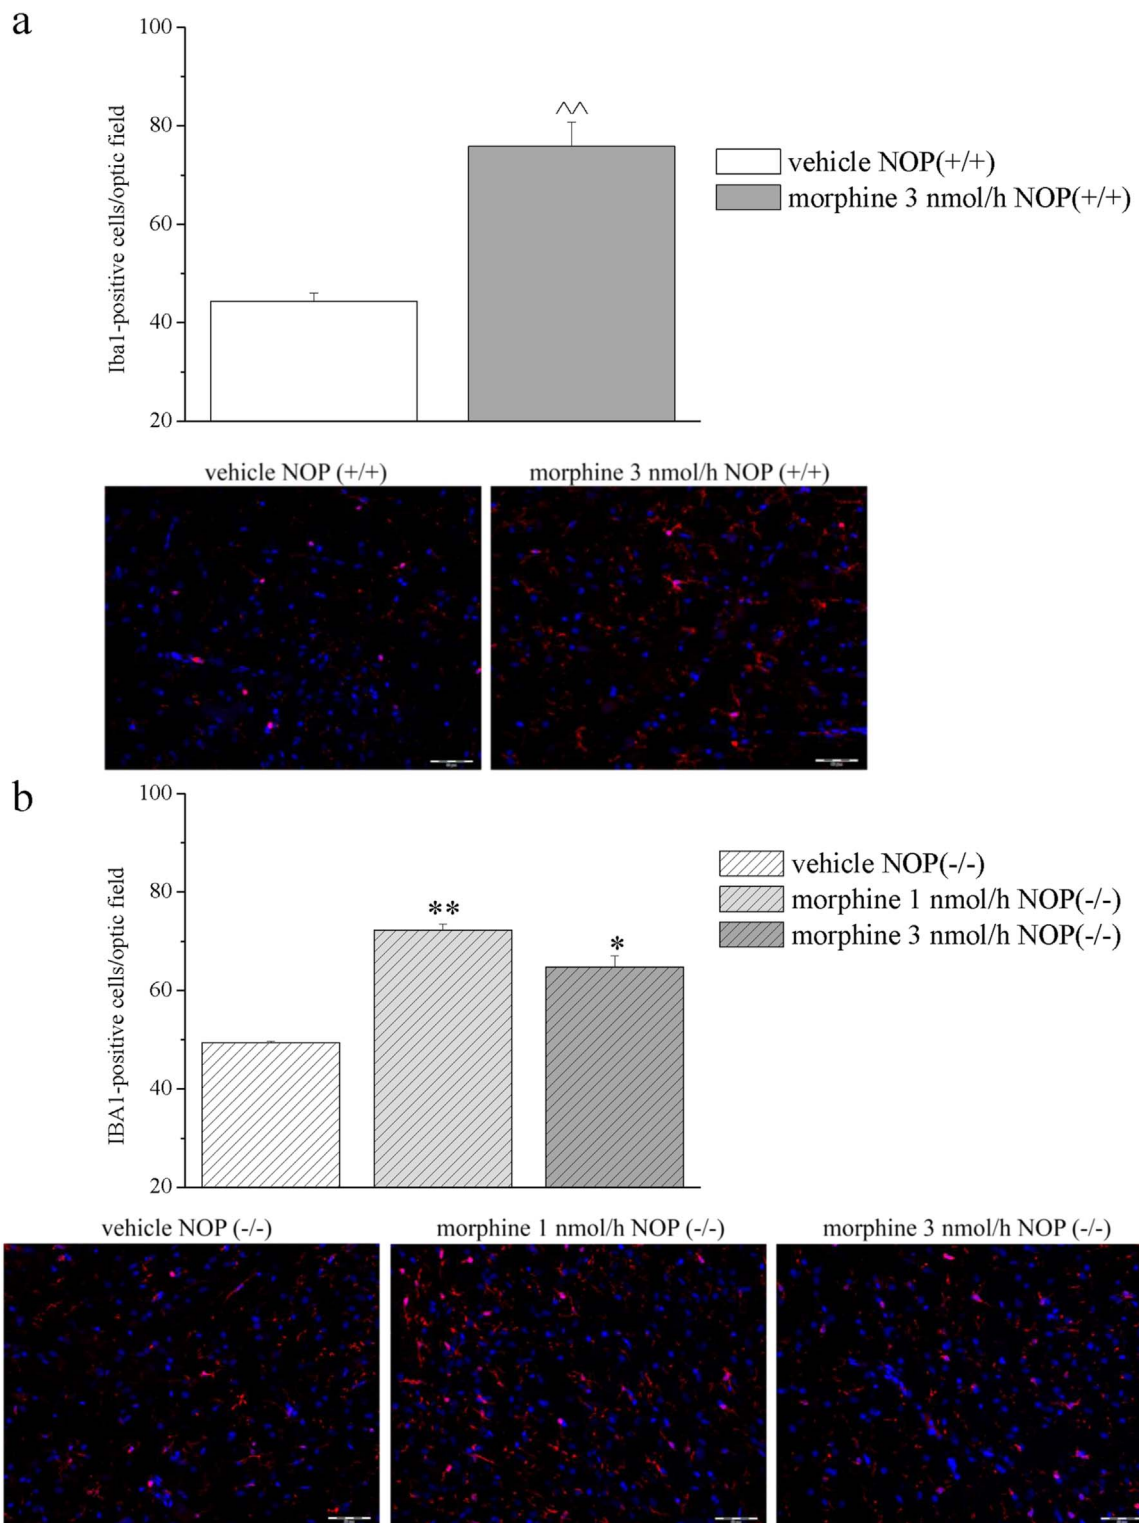 a
100
80
60
40
20
Iba1-positive cells/optic field
^^
vehicle NOP(+/+)
morphine 3 nmol/h NOP(+/+)
vehicle NOP (+/+)
morphine 3 nmol/h NOP (+/+)
b
100
80
60
40
20
IBA1-positive cells/optic field
**
*
vehicle NOP(-/-)
morphine 1 nmol/h NOP(-/-)
morphine 3 nmol/h NOP(-/-)
vehicle NOP (-/-)
morphine 1 nmol/h NOP (-/-)
morphine 3 nmol/h NOP (-/-)